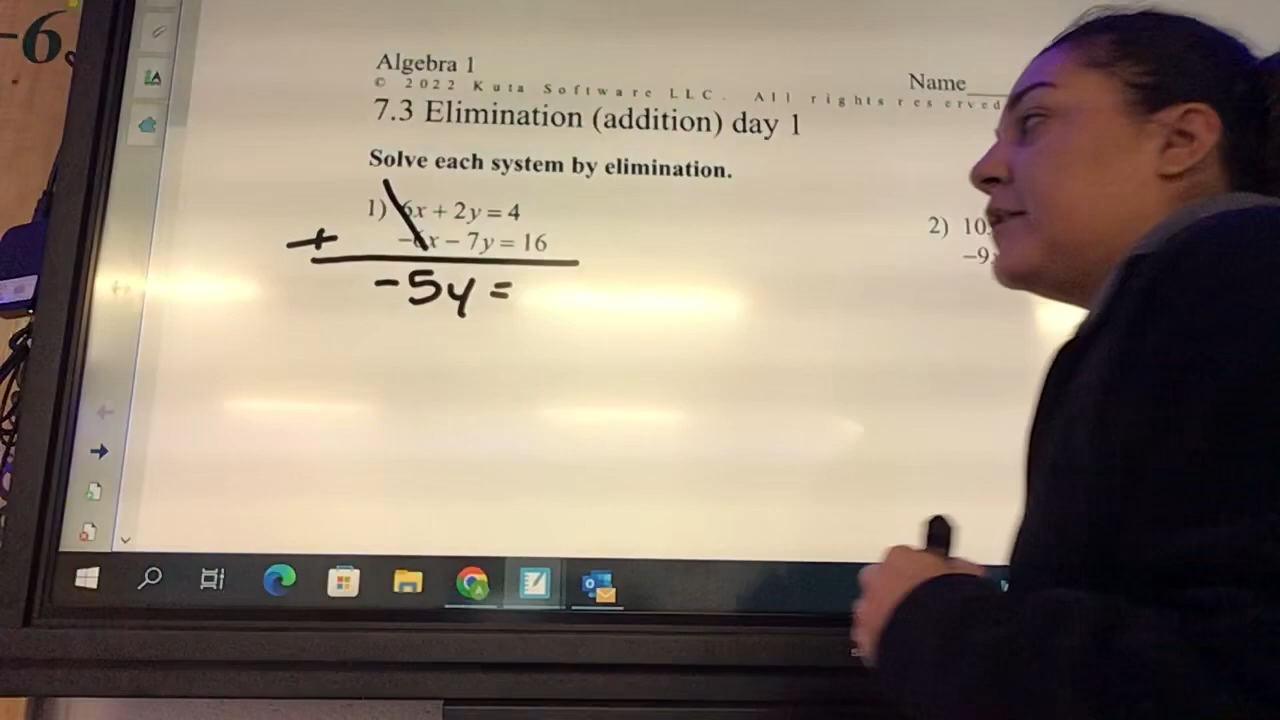 -6
Algebra 1
© 2022 Kuta Software LLC. All rights reserved
Name
7.3 Elimination (addition) day 1
Solve each system by elimination.
1) 6x + 2y = 4
-6x - 7y = 16
+
-5y =
2) 10
-9